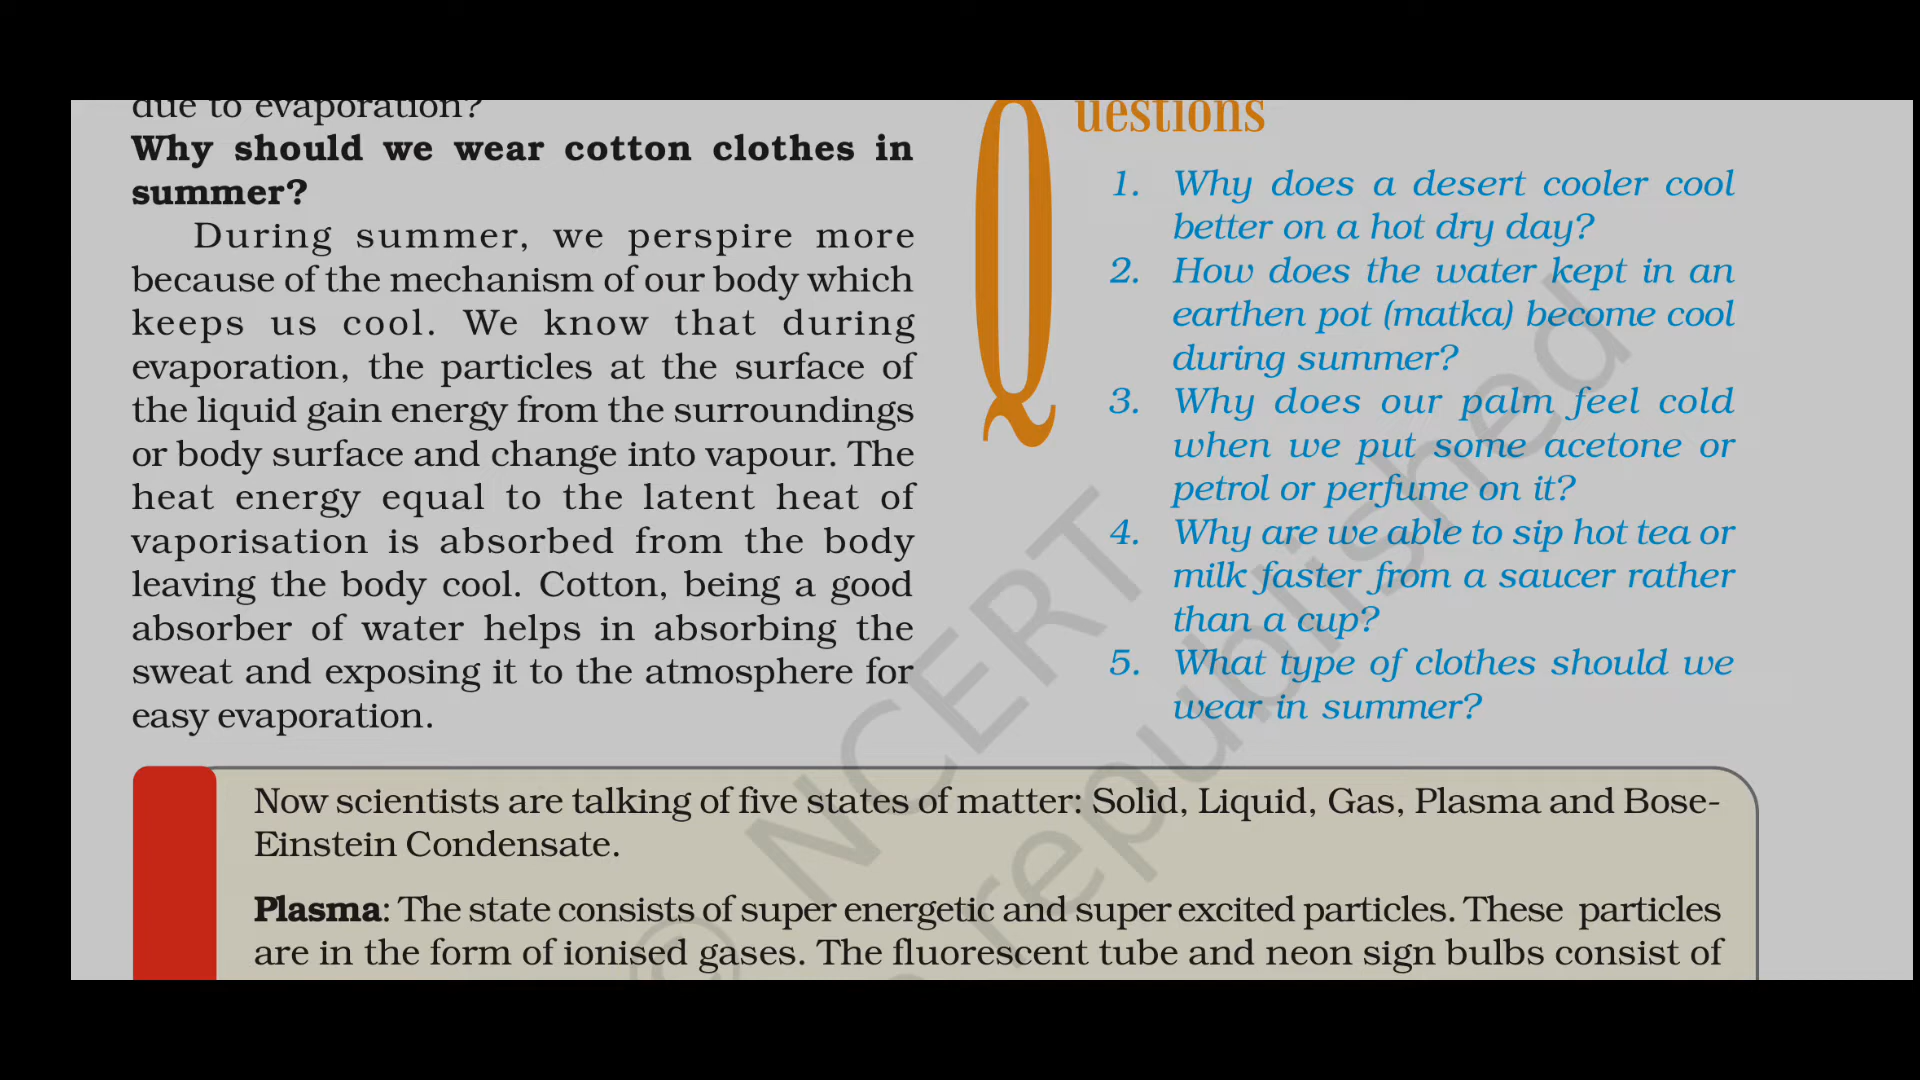 due to evaporation?
Why should we wear cotton clothes in
summer?
During summer, we perspire more
because of the mechanism of our body which
keeps us cool. We know that during
evaporation, the particles at the surface of
the liquid gain energy from the surroundings
or body surface and change into vapour. The
heat energy equal to the latent heat of
vaporisation is absorbed from the body
leaving the body cool. Cotton, being a good
absorber of water helps in absorbing the
sweat and exposing it to the atmosphere for
easy evaporation.
Questions
1. Why does a desert cooler cool
better on a hot dry day?
2. How does the water kept in an
earthen pot (matka) become cool
during summer?
3. Why does our palm feel cold
when we put some acetone or
petrol or perfume on it?
4. Why are we able to sip hot tea or
milk faster from a saucer rather
than a cup?
5. What type of clothes should we
wear in summer?
Now scientists are talking of five states of matter: Solid, Liquid, Gas, Plasma and Bose-
Einstein Condensate.
Plasma: The state consists of super energetic and super excited particles. These particles
are in the form of ionised gases. The fluorescent tube and neon sign bulbs consist of
© NCERT
republished